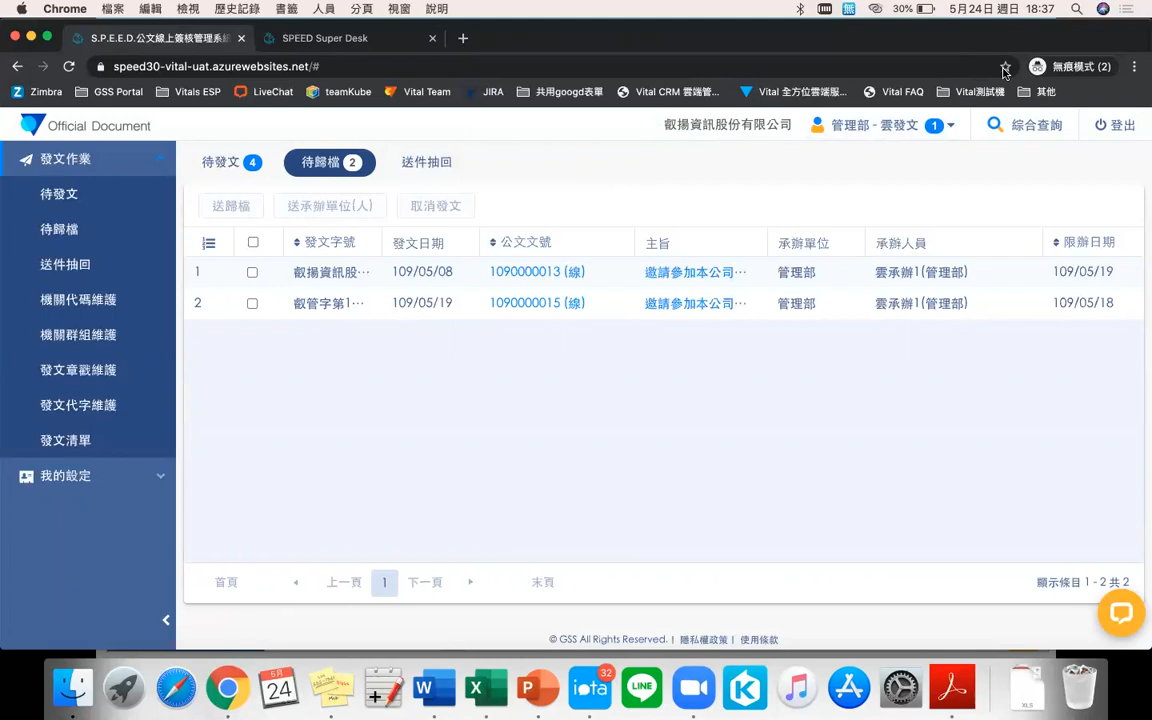 Chrome 檔案 編輯 檢視 歷史記錄 書籤 人員 分頁 視窗 說明 無 30% 5月24日 週日 18:37
S.P.E.E.D.公文線上簽核管理系統 SPEED Super Desk
speed30-vital-uat.azurewebsites.net/# 無痕模式 (2)
Zimbra GSS Portal Vitals ESP LiveChat teamKube Vital Team JIRA 共用googd表單 Vital CRM 雲端管... Vital 全方位雲端服... Vital FAQ Vital測試機 其他
Official Document 叡揚資訊股份有限公司 管理部 - 雲發文 1 綜合查詢 登出
發文作業
待發文
待歸檔
送件抽回
機關代碼維護
機關群組維護
發文章戳維護
發文代字維護
發文清單
我的設定
待發文 4 待歸檔 2 送件抽回
送歸檔 送承辦單位(人) 取消發文
發文字號 發文日期 公文文號 主旨 承辦單位 承辦人員 限辦日期
1 叡揚資訊股… 109/05/08 1090000013 (線) 邀請參加本公司… 管理部 雲承辦1(管理部) 109/05/19
2 叡管字第1… 109/05/19 1090000015 (線) 邀請參加本公司… 管理部 雲承辦1(管理部) 109/05/18
首頁 上一頁 1 下一頁 末頁 顯示條目 1 - 2 共 2
© GSS All Rights Reserved. | 隱私權政策 | 使用條款
5月 24 W X P iota 32 LINE K XLS